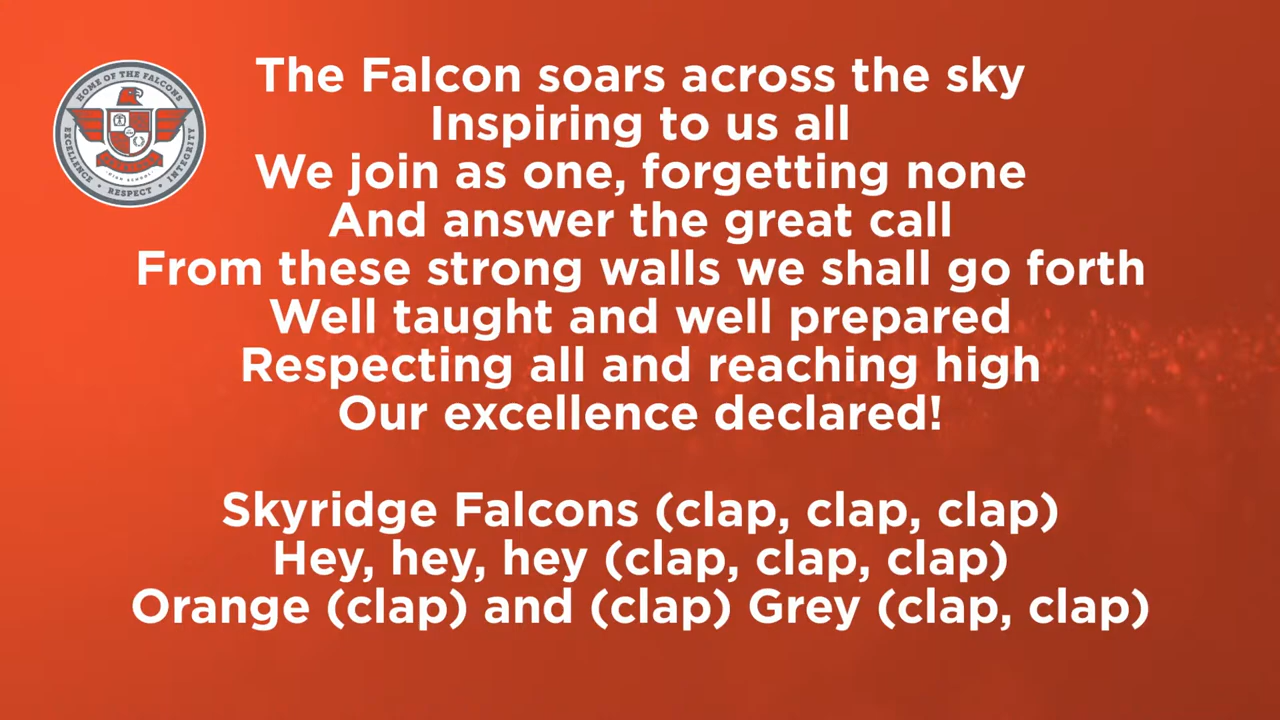 HOME OF THE FALCONS
EXCELLENCE • RESPECT • INTEGRITY
HIGH SCHOOL
The Falcon soars across the sky
Inspiring to us all
We join as one, forgetting none
And answer the great call
From these strong walls we shall go forth
Well taught and well prepared
Respecting all and reaching high
Our excellence declared!
Skyridge Falcons (clap, clap, clap)
Hey, hey, hey (clap, clap, clap)
Orange (clap) and (clap) Grey (clap, clap)